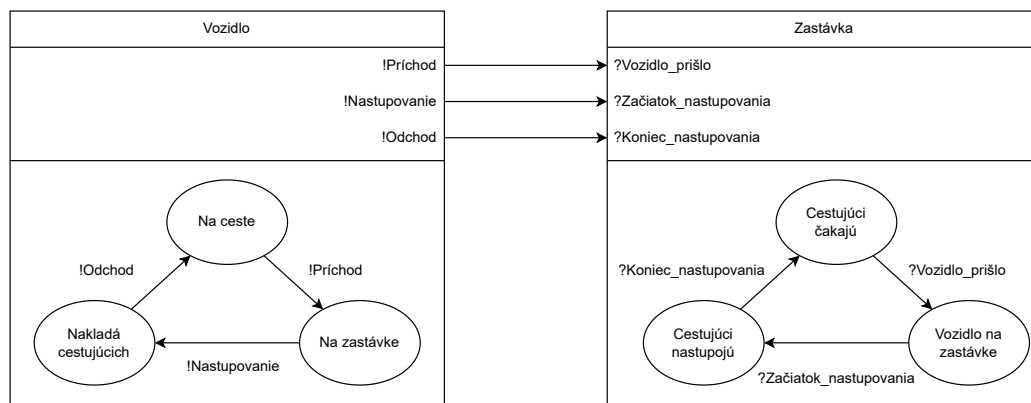 Vozidlo
Zastávka
!Príchod
?Vozidlo_prišlo
!Nastupovanie
?Začiatok_nastupovania
!Odchod
?Koniec_nastupovania
Na ceste
!Odchod
!Príchod
Nakladá
cestujúcich
Na zastávke
!Nastupovanie
Cestujúci
čakajú
?Koniec_nastupovania
?Vozidlo_prišlo
Cestujúci
nastupojú
Vozidlo na
zastávke
?Začiatok_nastupovania